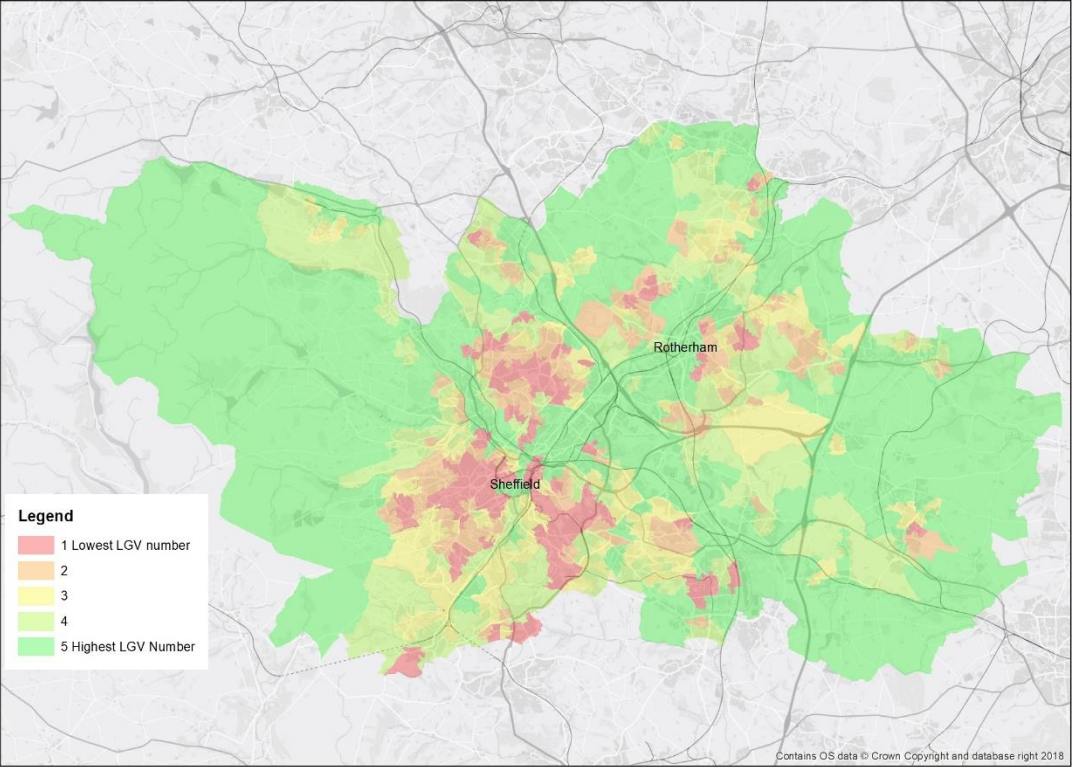 Rotherham
Sheffield
Legend
1 Lowest LGV number
2
3
4
5 Highest LGV Number
Contains OS data © Crown Copyright and database right 2018